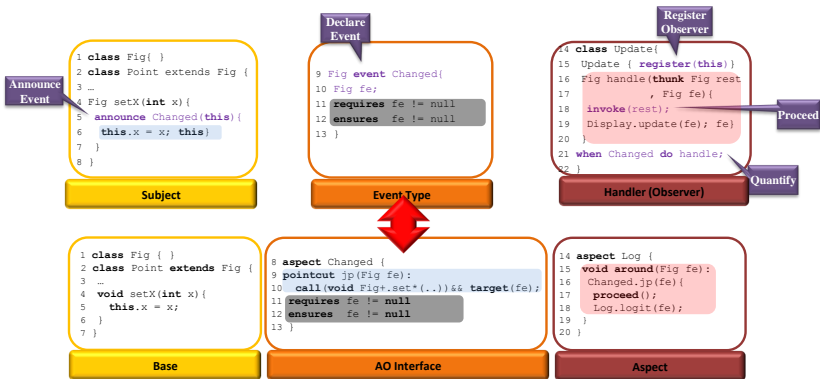 Declare
Event
Register
Observer
Announce
Event
1 class Fig{ }
2 class Point extends Fig {
3 …
4 Fig setX(int x){
5 announce Changed(this){
6 this.x = x; this}
7 }
8 }
Subject
9 Fig event Changed{
10 Fig fe;
11 requires fe != null
12 ensures fe != null
13 }
Event Type
14 class Update{
15 Update { register(this)}
16 Fig handle(thunk Fig rest
17 , Fig fe){
18 invoke(rest);
19 Display.update(fe); fe}
20 }
21 when Changed do handle;
22 }
Handler (Observer)
Proceed
Quantify
1 class Fig { }
2 class Point extends Fig {
3 …
4 void setX(int x){
5 this.x = x;
6 }
7 }
Base
8 aspect Changed {
9 pointcut jp(Fig fe):
10 call(void Fig+.set*(..))&& target(fe);
11 requires fe != null
12 ensures fe != null
13 }
AO Interface
14 aspect Log {
15 void around(Fig fe):
16 Changed.jp(fe){
17 proceed();
18 Log.logit(fe);
19 }
20 }
Aspect